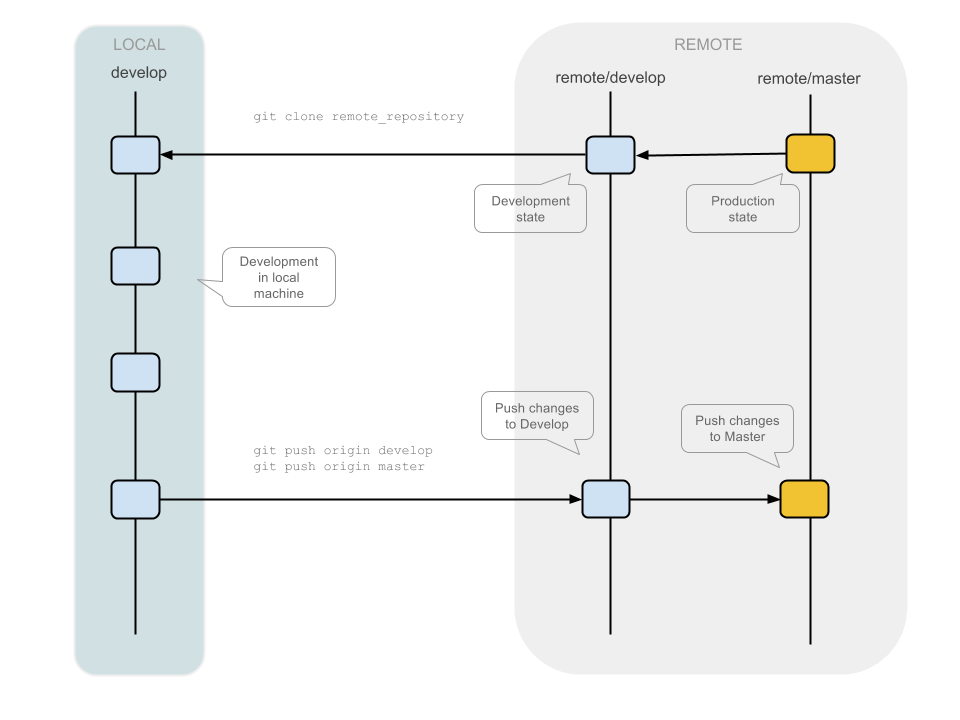 LOCAL
REMOTE
develop
remote/develop
remote/master
git clone remote_repository
Development
state
Production
state
Development
in local
machine
Push changes
to Develop
Push changes
to Master
git push origin develop
git push origin master